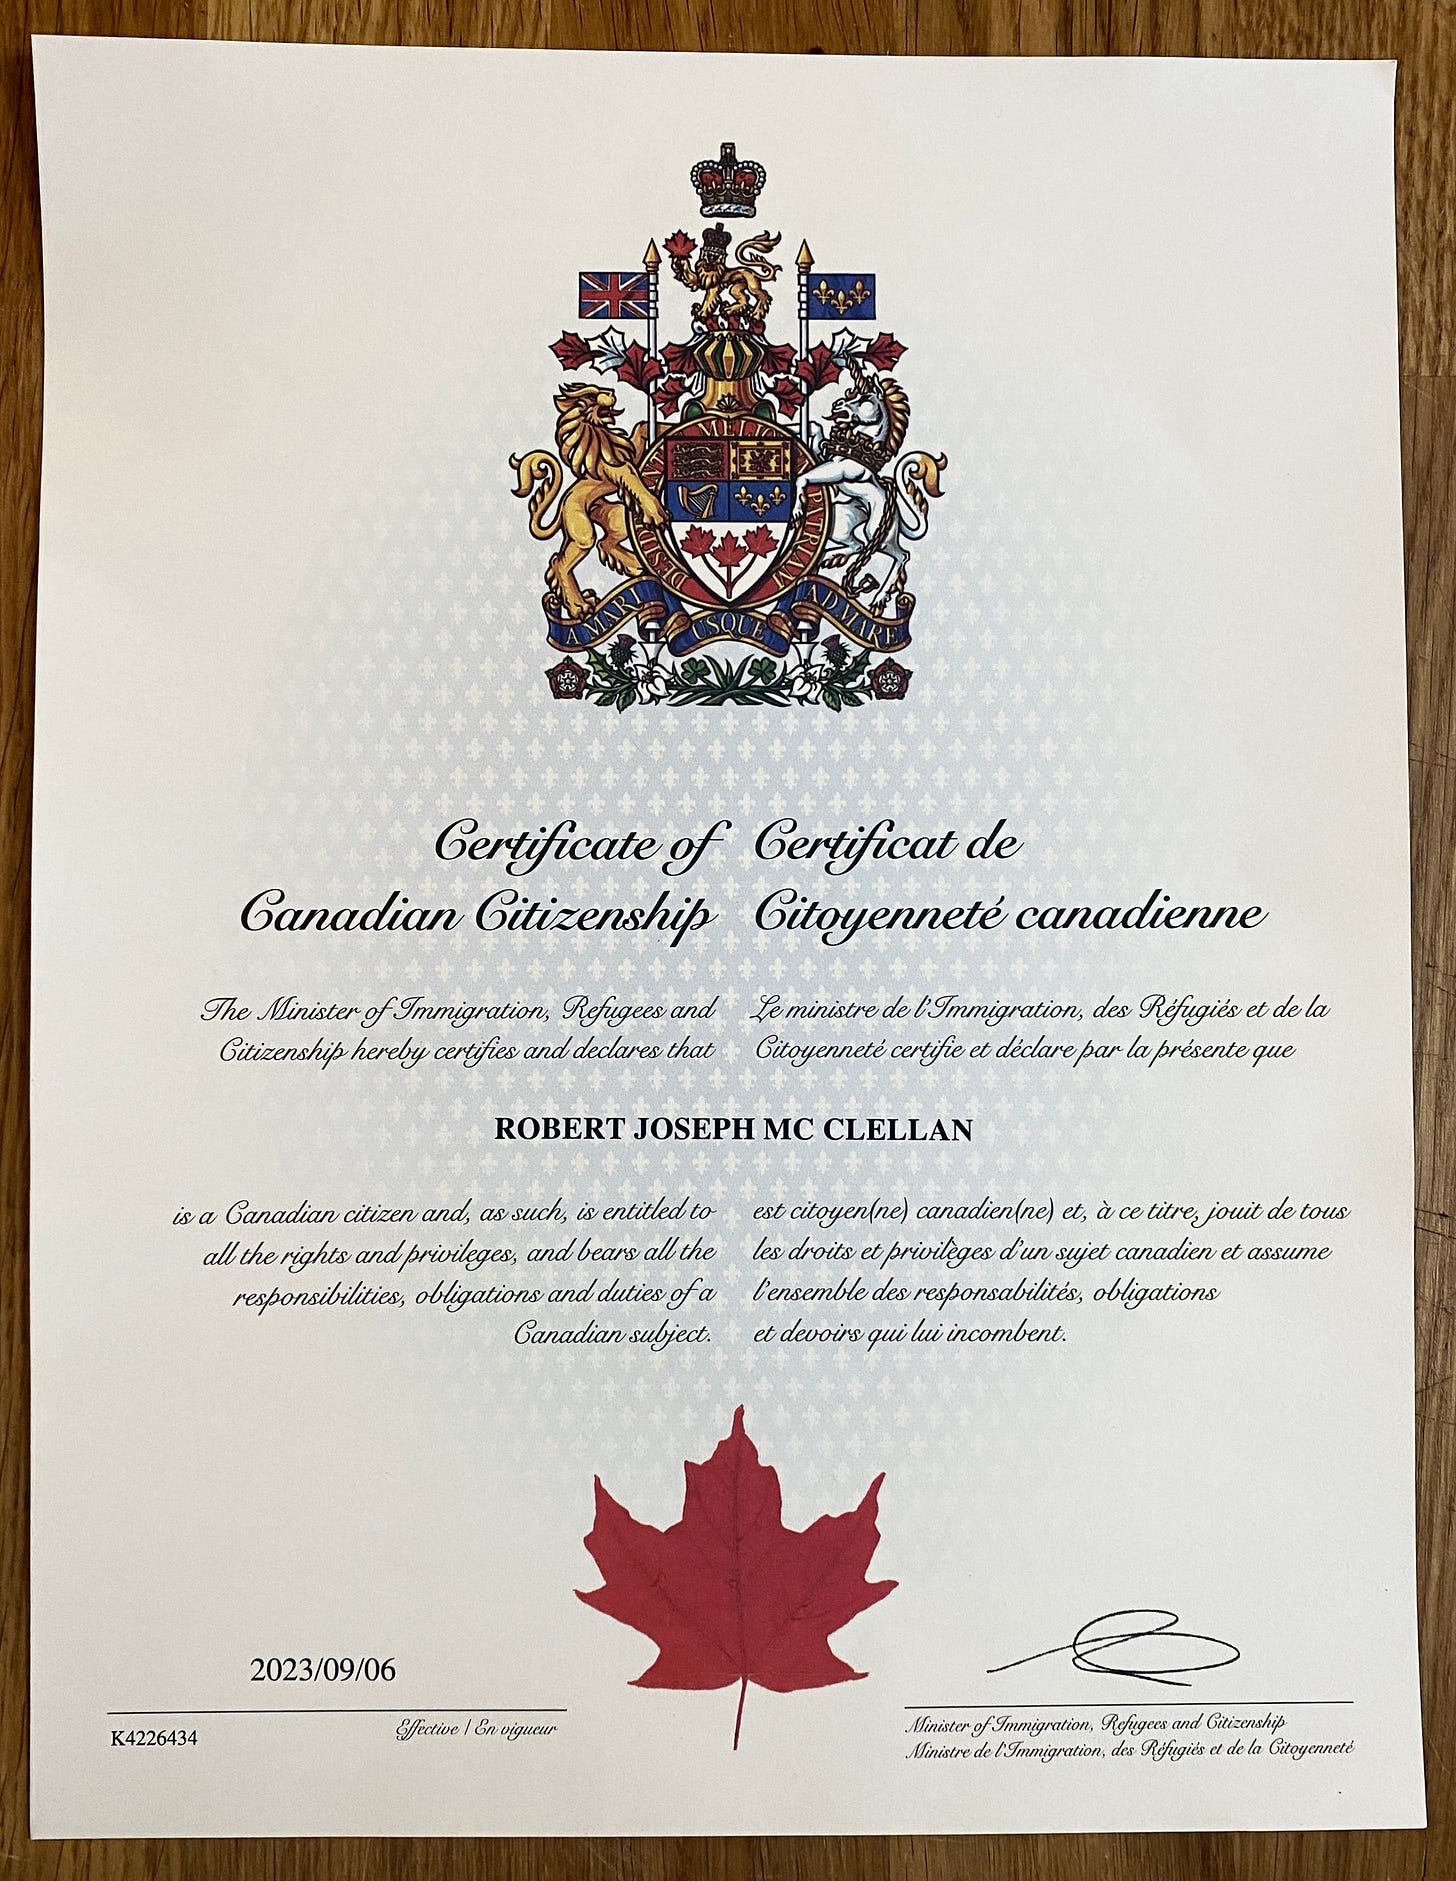 MELIOREM
DESIDERANTES
PATRIAM
A MARI USQUE AD MARE
Certificate of
Canadian Citizenship
Certificat de
Citoyenneté canadienne
The Minister of Immigration, Refugees and
Citizenship hereby certifies and declares that
Le ministre de l'Immigration, des Réfugiés et de la
Citoyenneté certifie et déclare par la présente que
ROBERT JOSEPH MC CLELLAN
is a Canadian citizen and, as such, is entitled to
all the rights and privileges, and bears all the
responsibilities, obligations and duties of a
Canadian subject.
est citoyen(ne) canadien(ne) et, à ce titre, jouit de tous
les droits et privilèges d'un sujet canadien et assume
l'ensemble des responsabilités, obligations
et devoirs qui lui incombent.
2023/09/06
Effective / En vigueur
K4226434
Minister of Immigration, Refugees and Citizenship
Ministre de l'Immigration, des Réfugiés et de la Citoyenneté